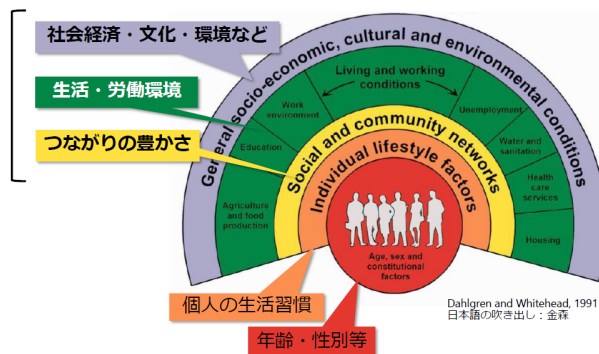 社会経済・文化・環境など
生活・労働環境
つながりの豊かさ
General socio-economic, cultural and environmental conditions
Living and working
conditions
Work
environment
Unemployment
Education
Water and
sanitation
Health
care
services
Agriculture
and food
production
Housing
Social and community networks
Individual lifestyle factors
Age, sex and
constitutional
factors
個人の生活習慣
年齢・性別等
Dahlgren and Whitehead, 1991
日本語の吹き出し：金森